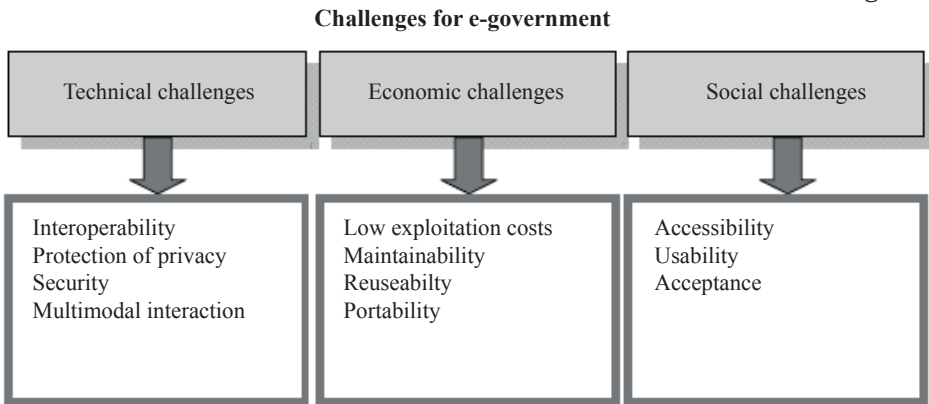 Challenges for e-government
Technical challenges
Economic challenges
Social challenges
Interoperability
Protection of privacy
Security
Multimodal interaction
Low exploitation costs
Maintainability
Reuseabilty
Portability
Accessibility
Usability
Acceptance